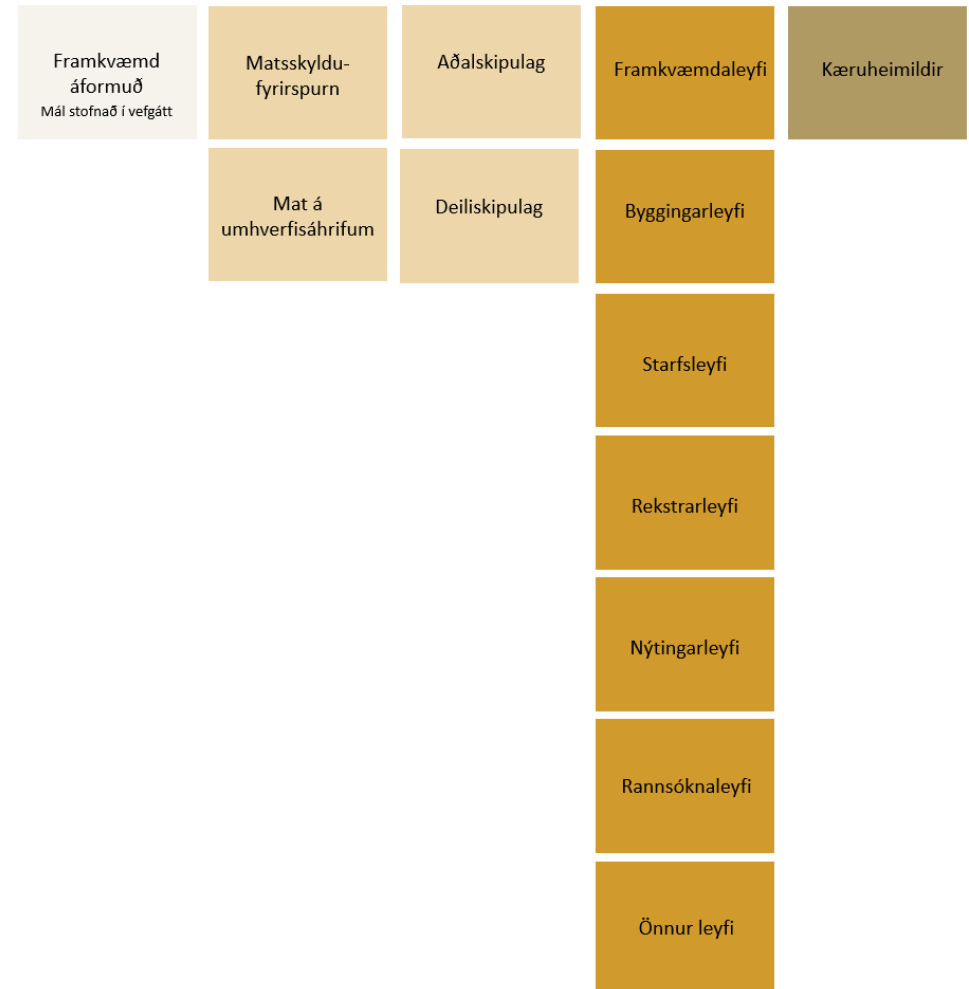 Framkvæmd
áformuð
Mál stofnað í vefgátt
Matsskyldu-
fyrirspurn
Aðalskipulag
Framkvæmdaleyfi
Kæruheimildir
Mat á
umhverfisáhrifum
Deiliskipulag
Byggingarleyfi
Starfsleyfi
Rekstrarleyfi
Nýtingarleyfi
Rannsóknaleyfi
Önnur leyfi